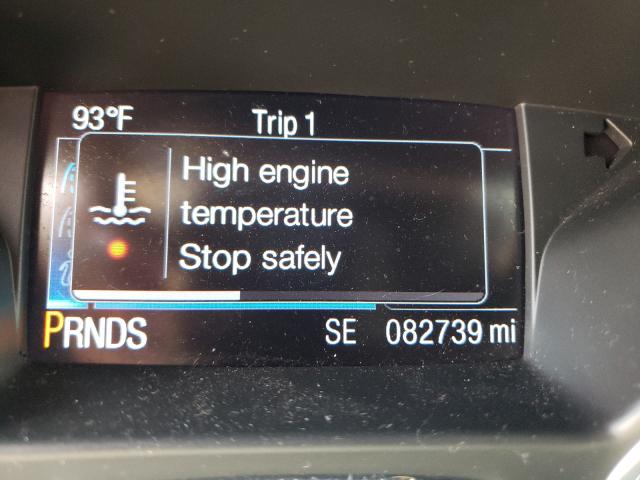 93°F Trip 1
High engine
temperature
Stop safely
PRNDS SE 082739 mi